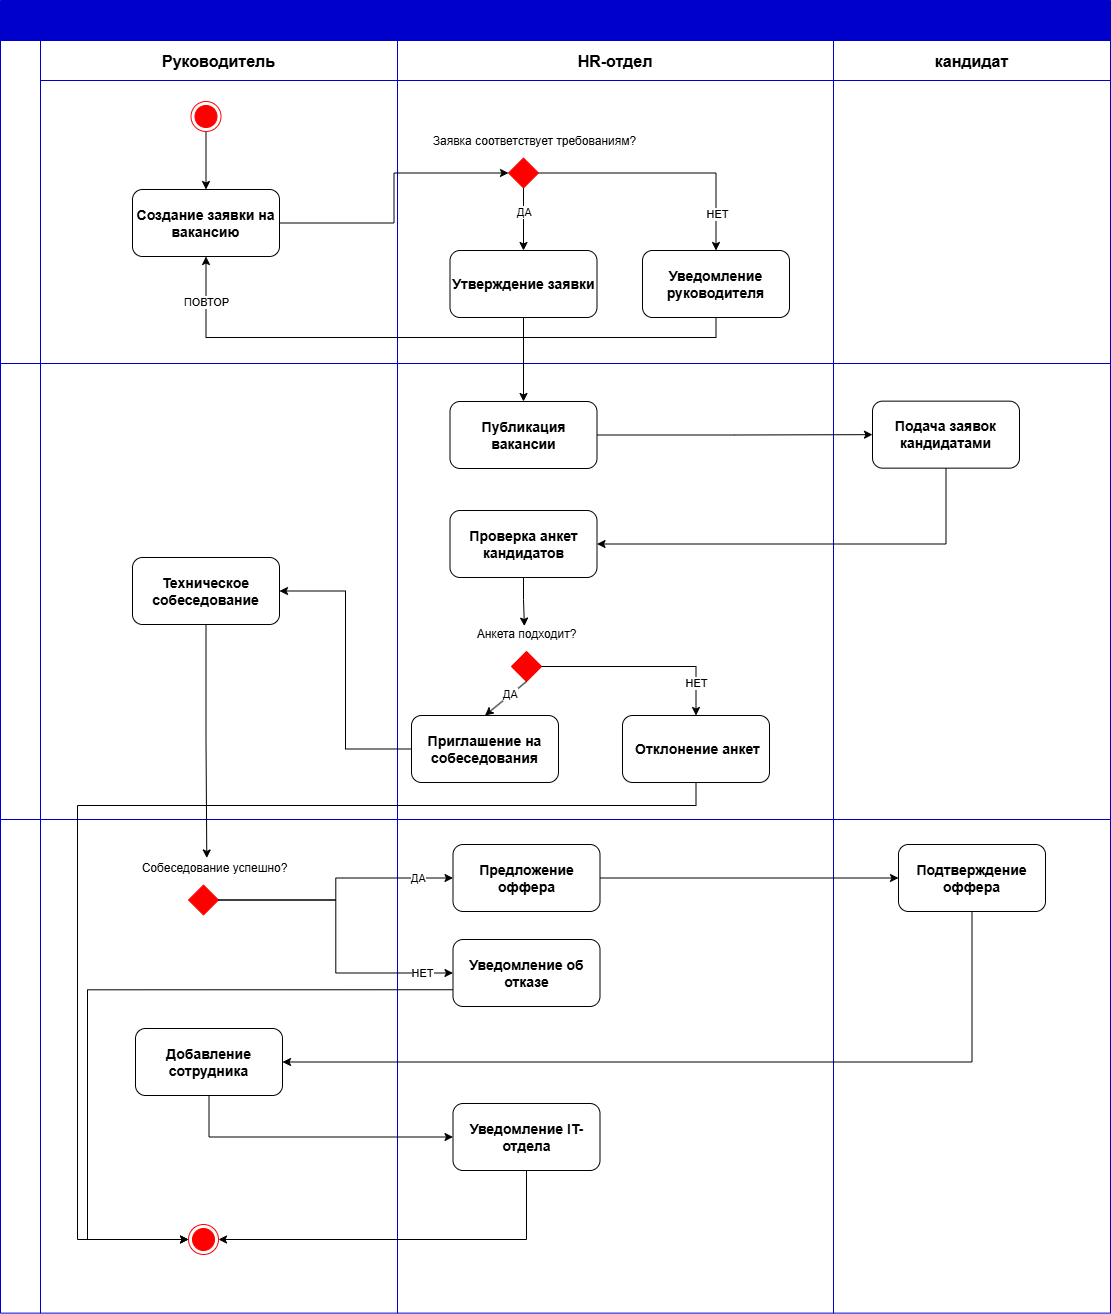 Руководитель
HR-отдел
кандидат
Заявка соответствует требованиям?
Создание заявки на
вакансию
ДА
НЕТ
Утверждение заявки
Уведомление
руководителя
ПОВТОР
Публикация
вакансии
Подача заявок
кандидатами
Проверка анкет
кандидатов
Техническое
собеседование
Анкета подходит?
ДА
НЕТ
Приглашение на
собеседования
Отклонение анкет
Собеседование успешно?
ДА
Предложение
оффера
Подтверждение
оффера
НЕТ
Уведомление об
отказе
Добавление
сотрудника
Уведомление IT-
отдела